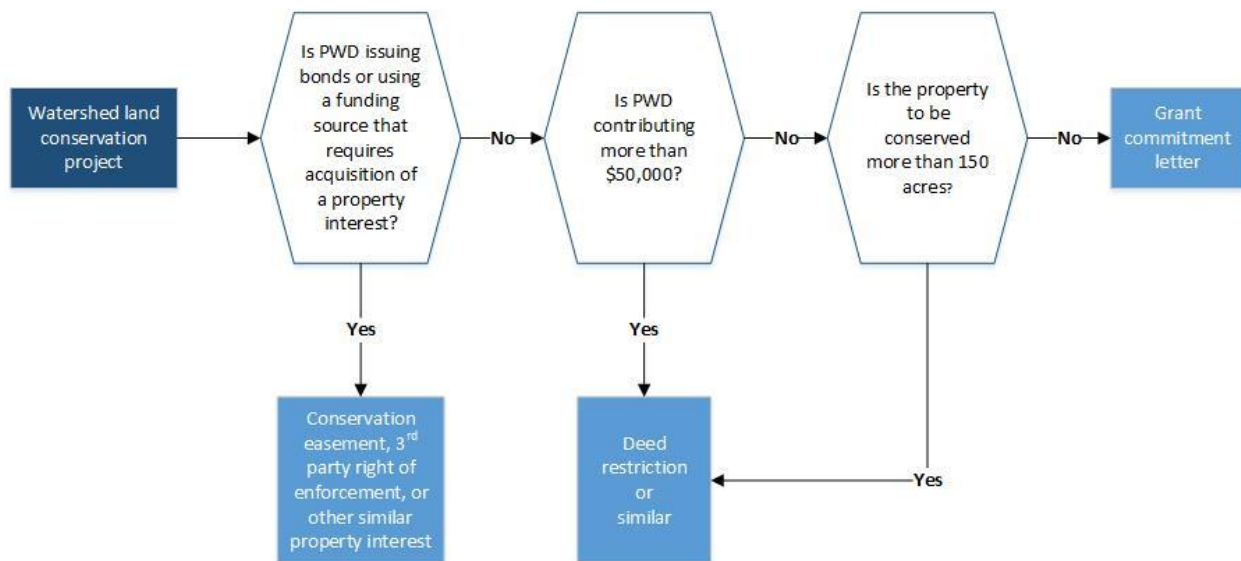 Watershed land
conservation
project
Is PWD issuing
bonds or using
a funding
source that
requires
acquisition of
a property
interest?
No
Is PWD
contributing
more than
$50,000?
No
Is the property
to be
conserved
more than 150
acres?
No
Grant
commitment
letter
Yes
Yes
Yes
Conservation
easement, 3rd
party right of
enforcement, or
other similar
property interest
Deed
restriction
or
similar